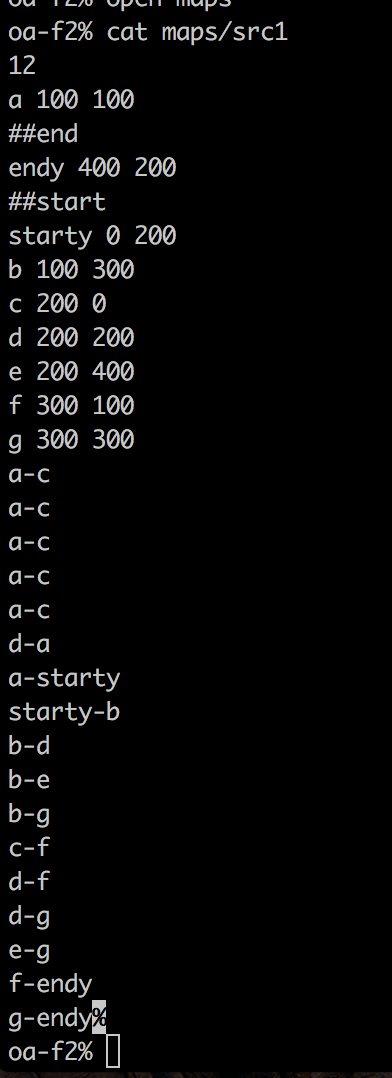 oa-f2% open maps
oa-f2% cat maps/src1
12
a 100 100
##end
endy 400 200
##start
starty 0 200
b 100 300
c 200 0
d 200 200
e 200 400
f 300 100
g 300 300
a-c
a-c
a-c
a-c
a-c
d-a
a-starty
starty-b
b-d
b-e
b-g
c-f
d-f
d-g
e-g
f-endy
g-endy%
oa-f2%